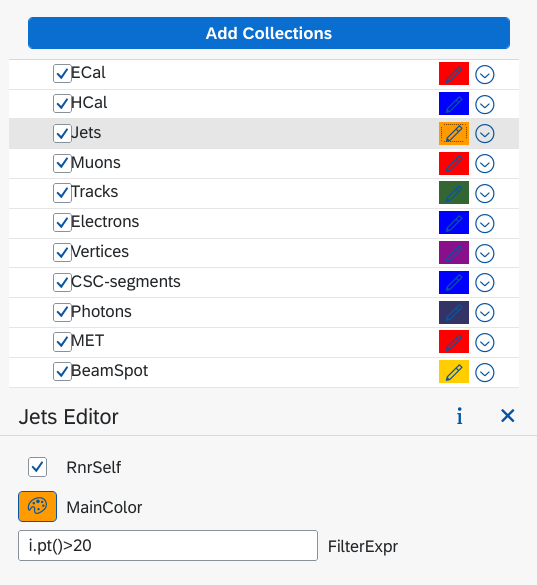 Add Collections
ECal
HCal
Jets
Muons
Tracks
Electrons
Vertices
CSC-segments
Photons
MET
BeamSpot
Jets Editor i
RnrSelf
MainColor
i.pt()>20 FilterExpr